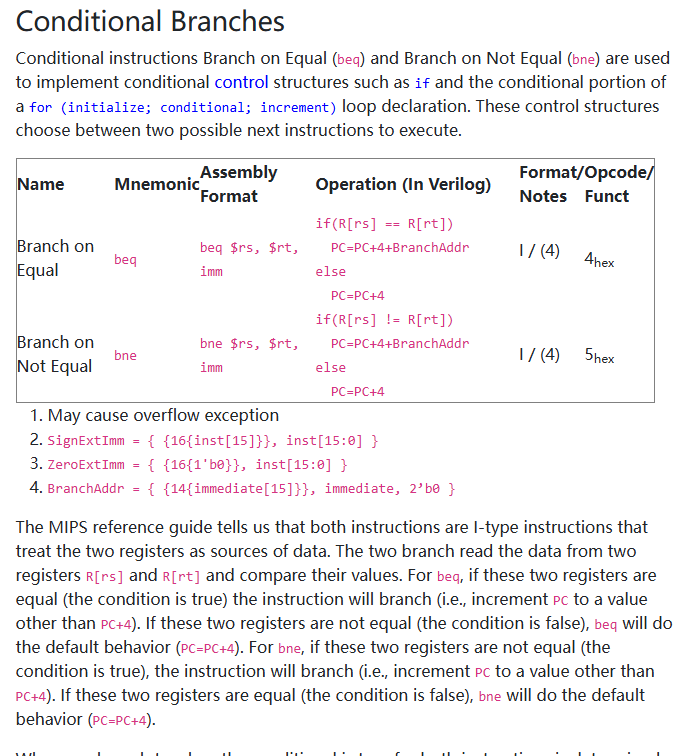 Conditional Branches
Conditional instructions Branch on Equal (beq) and Branch on Not Equal (bne) are used
to implement conditional control structures such as if and the conditional portion of
a for (initialize; conditional; increment) loop declaration. These control structures
choose between two possible next instructions to execute.
Name Mnemonic Assembly Format Operation (In Verilog) Format/ Notes Opcode/ Funct
Branch on Equal beq beq $rs, $rt, imm if(R[rs] == R[rt])
PC=PC+4+BranchAddr
else
PC=PC+4
I / (4) 4hex
Branch on Not Equal bne bne $rs, $rt, imm if(R[rs] != R[rt])
PC=PC+4+BranchAddr
else
PC=PC+4
I / (4) 5hex
1. May cause overflow exception
2. SignExtImm = { {16{inst[15]}}, inst[15:0] }
3. ZeroExtImm = { {16{1'b0}}, inst[15:0] }
4. BranchAddr = { {14{immediate[15]}}, immediate, 2’b0 }
The MIPS reference guide tells us that both instructions are I-type instructions that
treat the two registers as sources of data. The two branch read the data from two
registers R[rs] and R[rt] and compare their values. For beq, if these two registers are
equal (the condition is true) the instruction will branch (i.e., increment PC to a value
other than PC+4). If these two registers are not equal (the condition is false), beq will do
the default behavior (PC=PC+4). For bne, if these two registers are not equal (the
condition is true), the instruction will branch (i.e., increment PC to a value other than
PC+4). If these two registers are equal (the condition is false), bne will do the default
behavior (PC=PC+4).